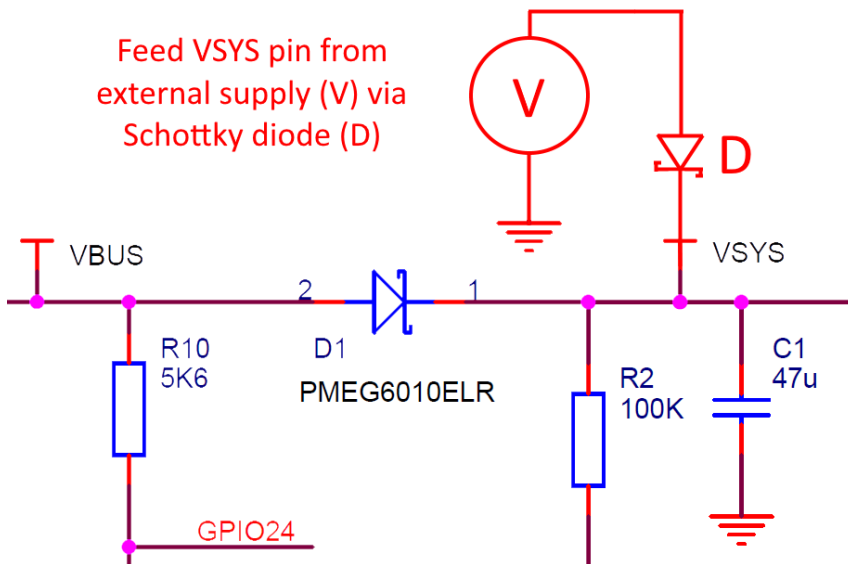 Feed VSYS pin from
external supply (V) via
Schottky diode (D)
V
D
VBUS
VSYS
2
1
R10
5K6
D1
PMEG6010ELR
R2
100K
C1
47u
GPIO24